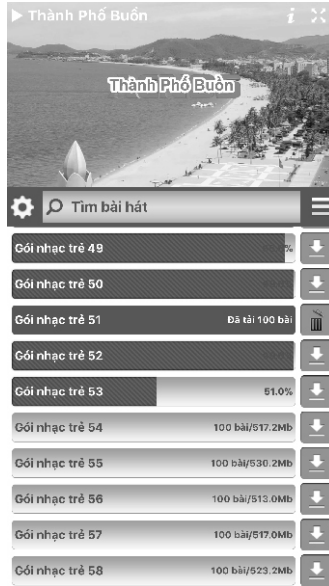 Thành Phố Buồn
Thành Phố Buồn
Tìm bài hát
Gói nhạc trẻ 49
Gói nhạc trẻ 50
Gói nhạc trẻ 51 Đã tải 100 bài
Gói nhạc trẻ 52
Gói nhạc trẻ 53 51.0%
Gói nhạc trẻ 54 100 bài/517.2Mb
Gói nhạc trẻ 55 100 bài/530.2Mb
Gói nhạc trẻ 56 100 bài/513.0Mb
Gói nhạc trẻ 57 100 bài/517.0Mb
Gói nhạc trẻ 58 100 bài/523.2Mb